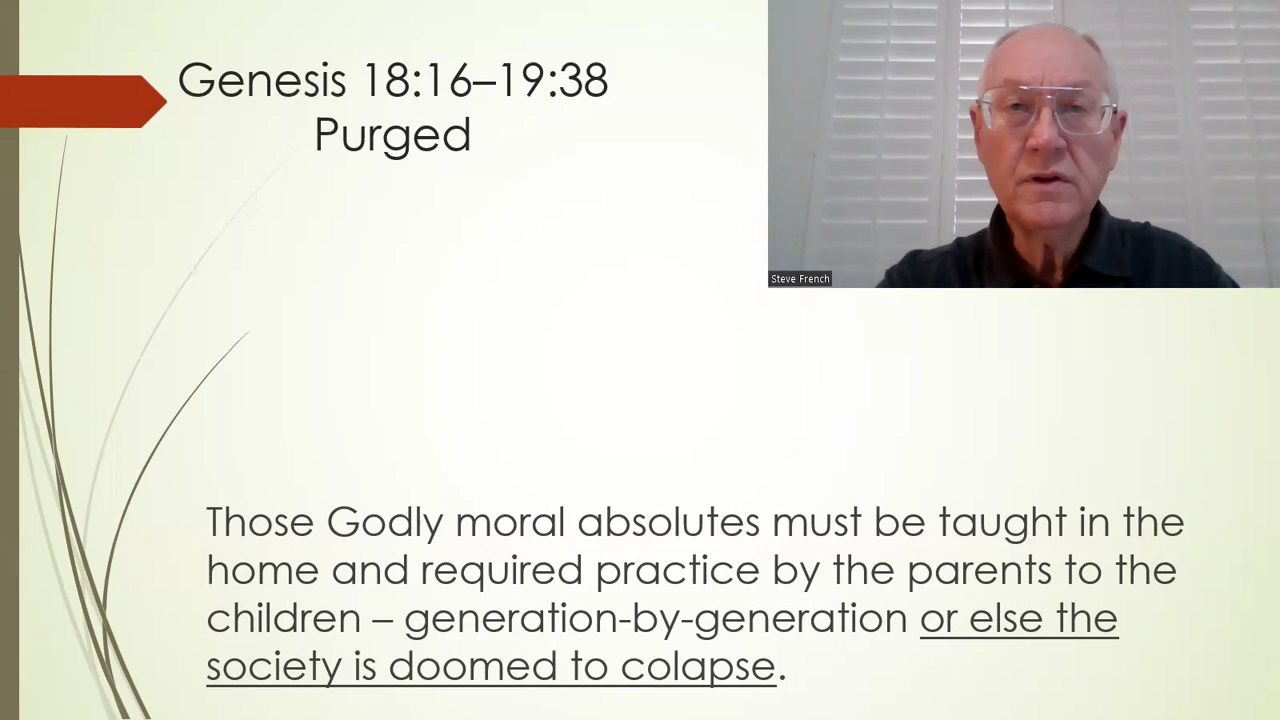 Genesis 18:16–19:38
Purged
Steve French
Those Godly moral absolutes must be taught in the
home and required practice by the parents to the
children – generation-by-generation or else the
society is doomed to colapse.